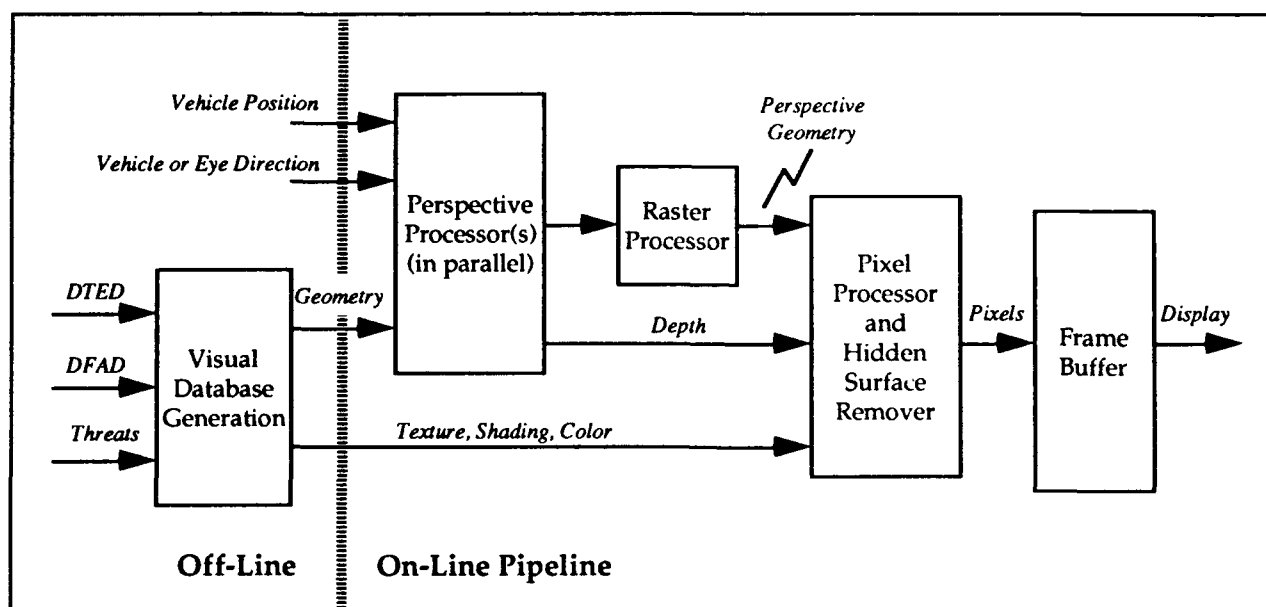 Vehicle Position
Vehicle or Eye Direction
Perspective
Processor(s)
(in parallel)
Raster
Processor
Perspective
Geometry
DTED
DFAD
Threats
Visual
Database
Generation
Geometry
Depth
Texture, Shading, Color
Pixel
Processor
and
Hidden
Surface
Remover
Pixels
Frame
Buffer
Display
Off-Line
On-Line Pipeline